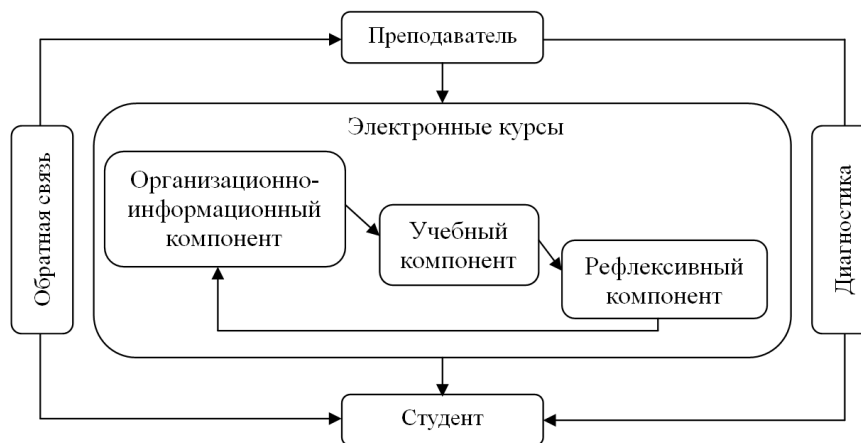 Преподаватель
Электронные курсы
Организационно-
информационный
компонент
Учебный
компонент
Рефлексивный
компонент
Обратная связь
Диагностика
Студент